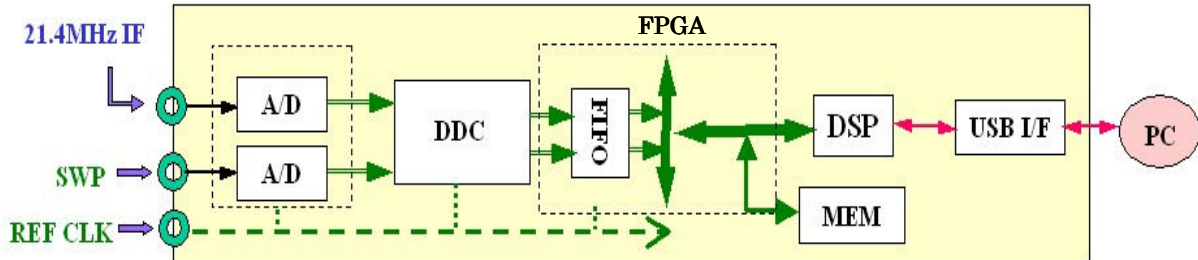 FPGA
21.4MHz IF
A/D
DDC
FIFO
DSP
USB I/F
PC
SWP
A/D
MEM
REF CLK